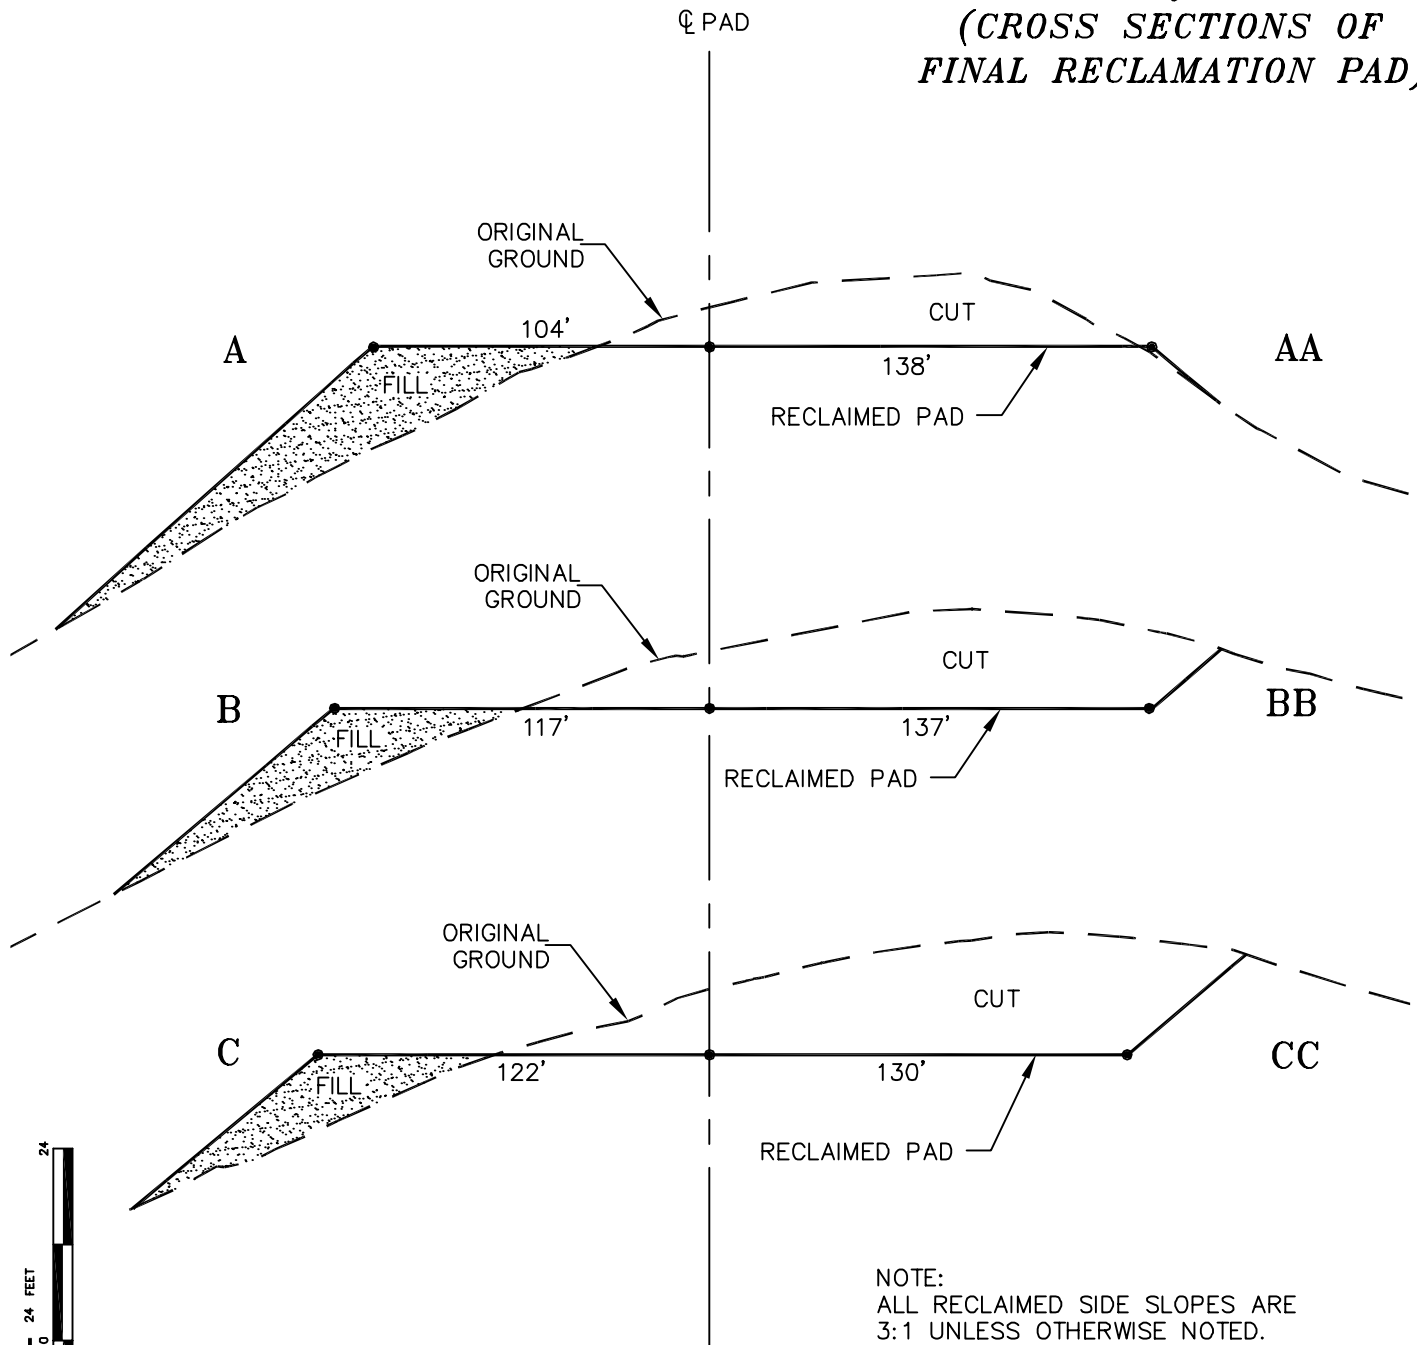 ℄ PAD
(CROSS SECTIONS OF
FINAL RECLAMATION PAD)
ORIGINAL
GROUND
CUT
104'
A
FILL
138'
AA
RECLAIMED PAD
ORIGINAL
GROUND
CUT
B
FILL
117'
137'
BB
RECLAIMED PAD
ORIGINAL
GROUND
CUT
C
FILL
122'
130'
CC
RECLAIMED PAD
24
24 FEET
0
NOTE:
ALL RECLAIMED SIDE SLOPES ARE
3:1 UNLESS OTHERWISE NOTED.